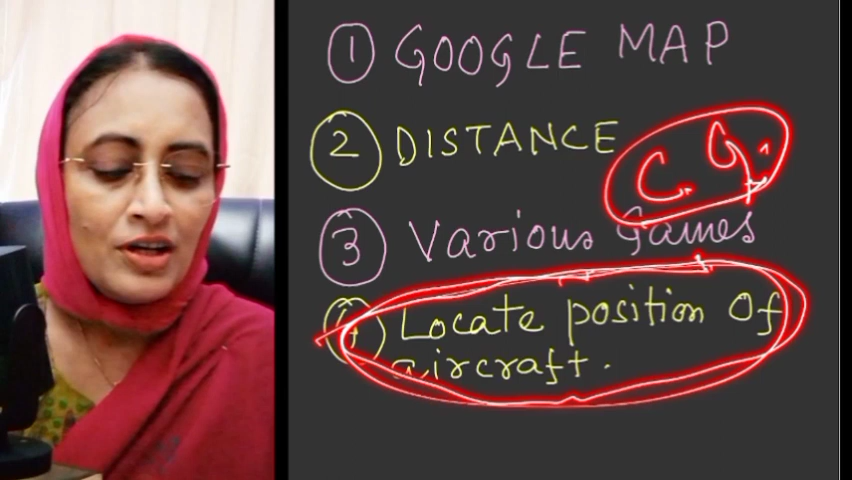 1 GOOGLE MAP
2 DISTANCE
C.G.
3 Various Games
4 Locate position of
aircraft.